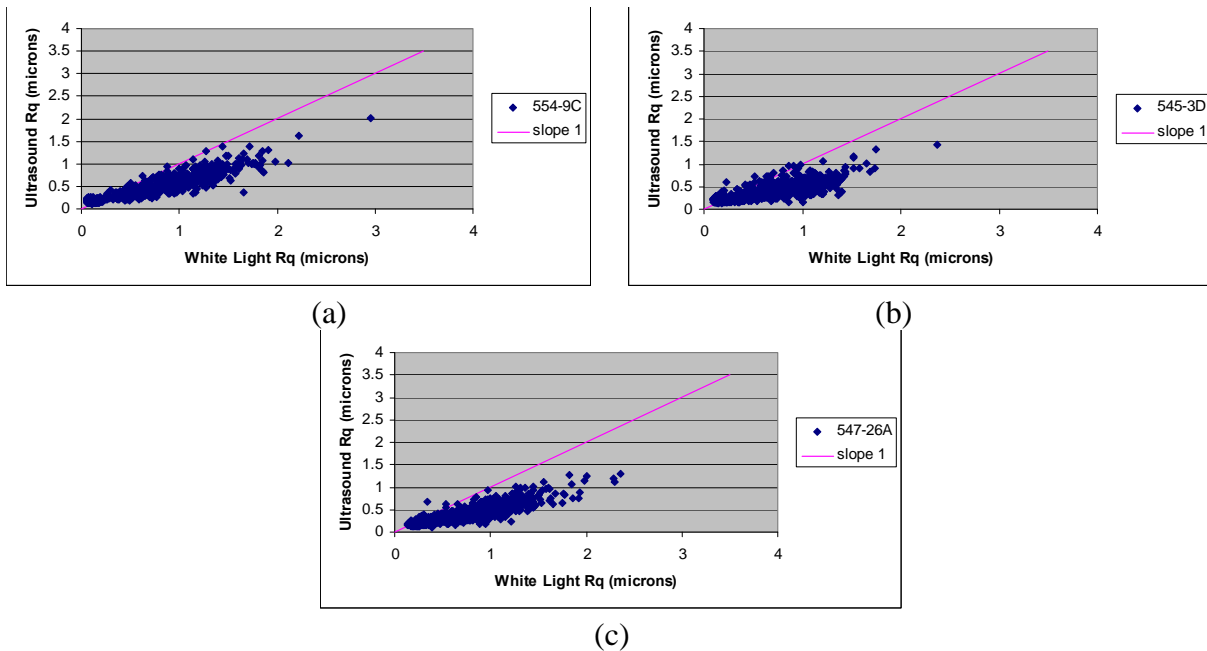 Ultrasound Rq (microns)
4
3.5
3
2.5
2
1.5
1
0.5
0
0 1 2 3 4
White Light Rq (microns)
554-9C
slope 1
(a)
Ultrasound Rq (microns)
4
3.5
3
2.5
2
1.5
1
0.5
0
0 1 2 3 4
White Light Rq (microns)
545-3D
slope 1
(b)
Ultrasound Rq (microns)
4
3.5
3
2.5
2
1.5
1
0.5
0
0 1 2 3 4
White Light Rq (microns)
547-26A
slope 1
(c)